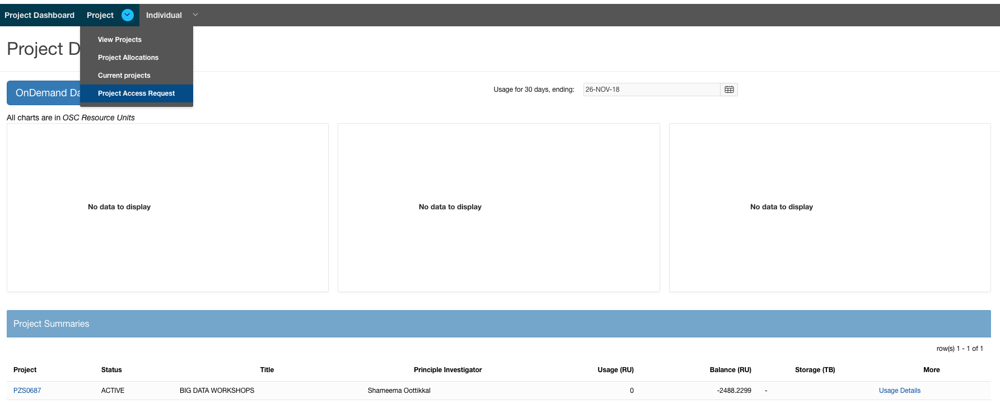 Project Dashboard Project Individual
View Projects
Project Allocations
Current projects
Project Access Request
Project D
OnDemand Da
Usage for 30 days, ending: 26-NOV-18
All charts are in OSC Resource Units
No data to display No data to display No data to display
Project Summaries
row(s) 1 - 1 of 1
Project Status Title Principle Investigator Usage (RU) Balance (RU) Storage (TB) More
PZS0687 ACTIVE BIG DATA WORKSHOPS Shameema Oottikkal 0 -2488.2299 - Usage Details